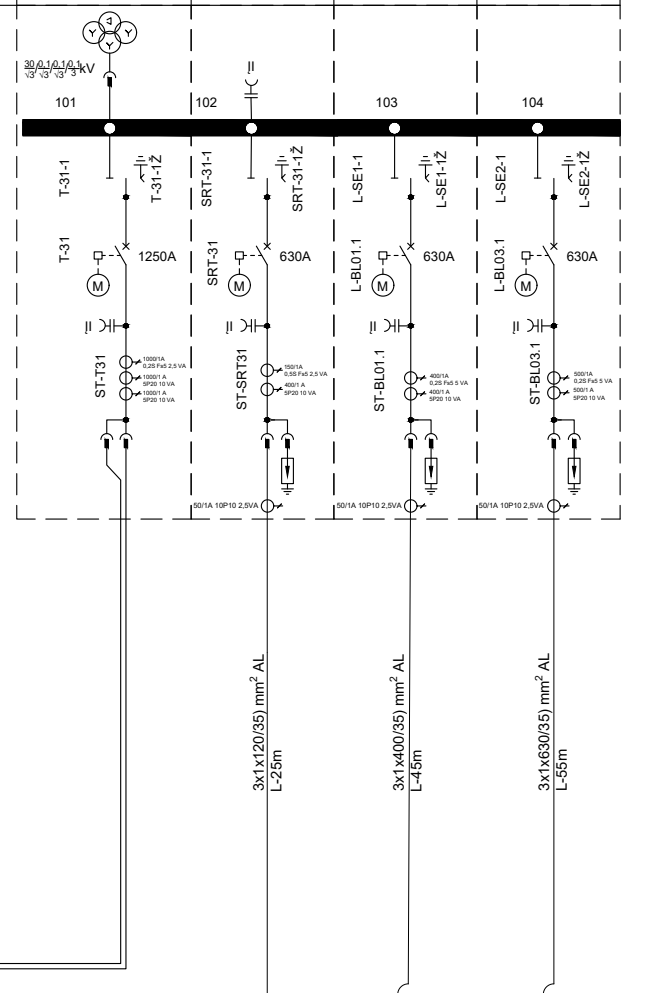 30/√3/0,1/√3/0,1/√3/0,1/3 kV
ĮI
101
102
103
104
T-31-1
T-31-1Ž
SRT-31-1
SRT-31-1Ž
L-SE1-1
L-SE1-1Ž
L-SE2-1
L-SE2-1Ž
T-31
1250A
SRT-31
630A
L-BL01.1
630A
L-BL03.1
630A
M
M
M
M
ĮI
ĮI
ĮI
ĮI
ST-T31
1000/1A
0,2S Fs5 2,5 VA
1000/1 A
5P20 10 VA
1000/1 A
5P20 10 VA
ST-SRT31
150/1A
0,5S Fs5 2,5 VA
400/1 A
5P20 10 VA
ST-BL01.1
400/1A
0,2S Fs5 5 VA
400/1 A
5P20 10 VA
ST-BL03.1
500/1A
0,2S Fs5 5 VA
500/1 A
5P20 10 VA
50/1A 10P10 2,5VA
50/1A 10P10 2,5VA
50/1A 10P10 2,5VA
3x1x120/35) mm² AL
L-25m
3x1x400/35) mm² AL
L-45m
3x1x630/35) mm² AL
L-55m